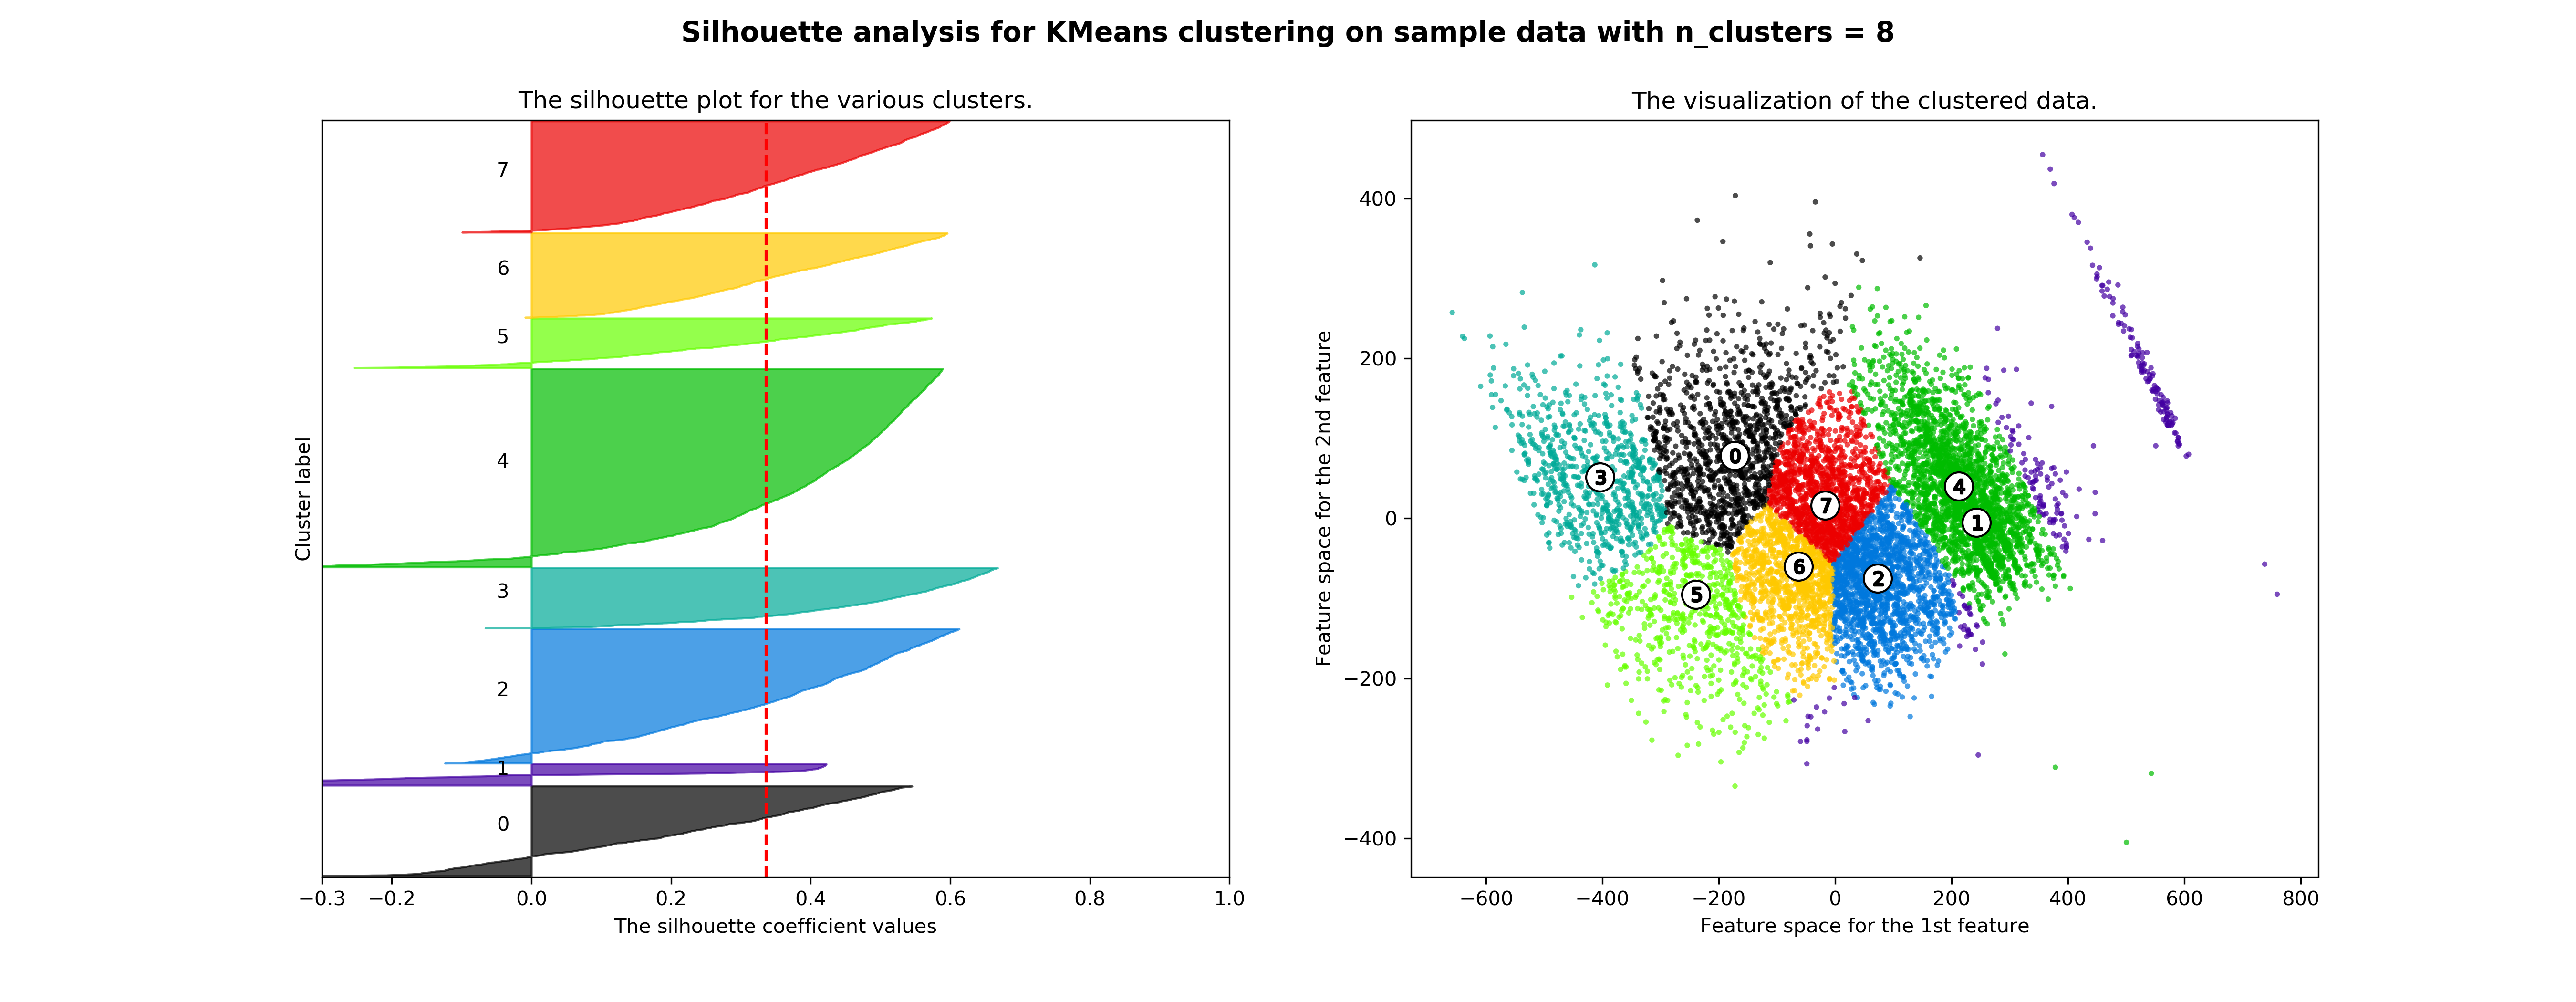 Silhouette analysis for KMeans clustering on sample data with n_clusters = 8
The silhouette plot for the various clusters.
7
6
5
4
3
2
1
0
Cluster label
−0.3 −0.2 0.0 0.2 0.4 0.6 0.8 1.0
The silhouette coefficient values
The visualization of the clustered data.
400
200
0
−200
−400
Feature space for the 2nd feature
0
3
4
7
1
6
2
5
−600 −400 −200 0 200 400 600 800
Feature space for the 1st feature